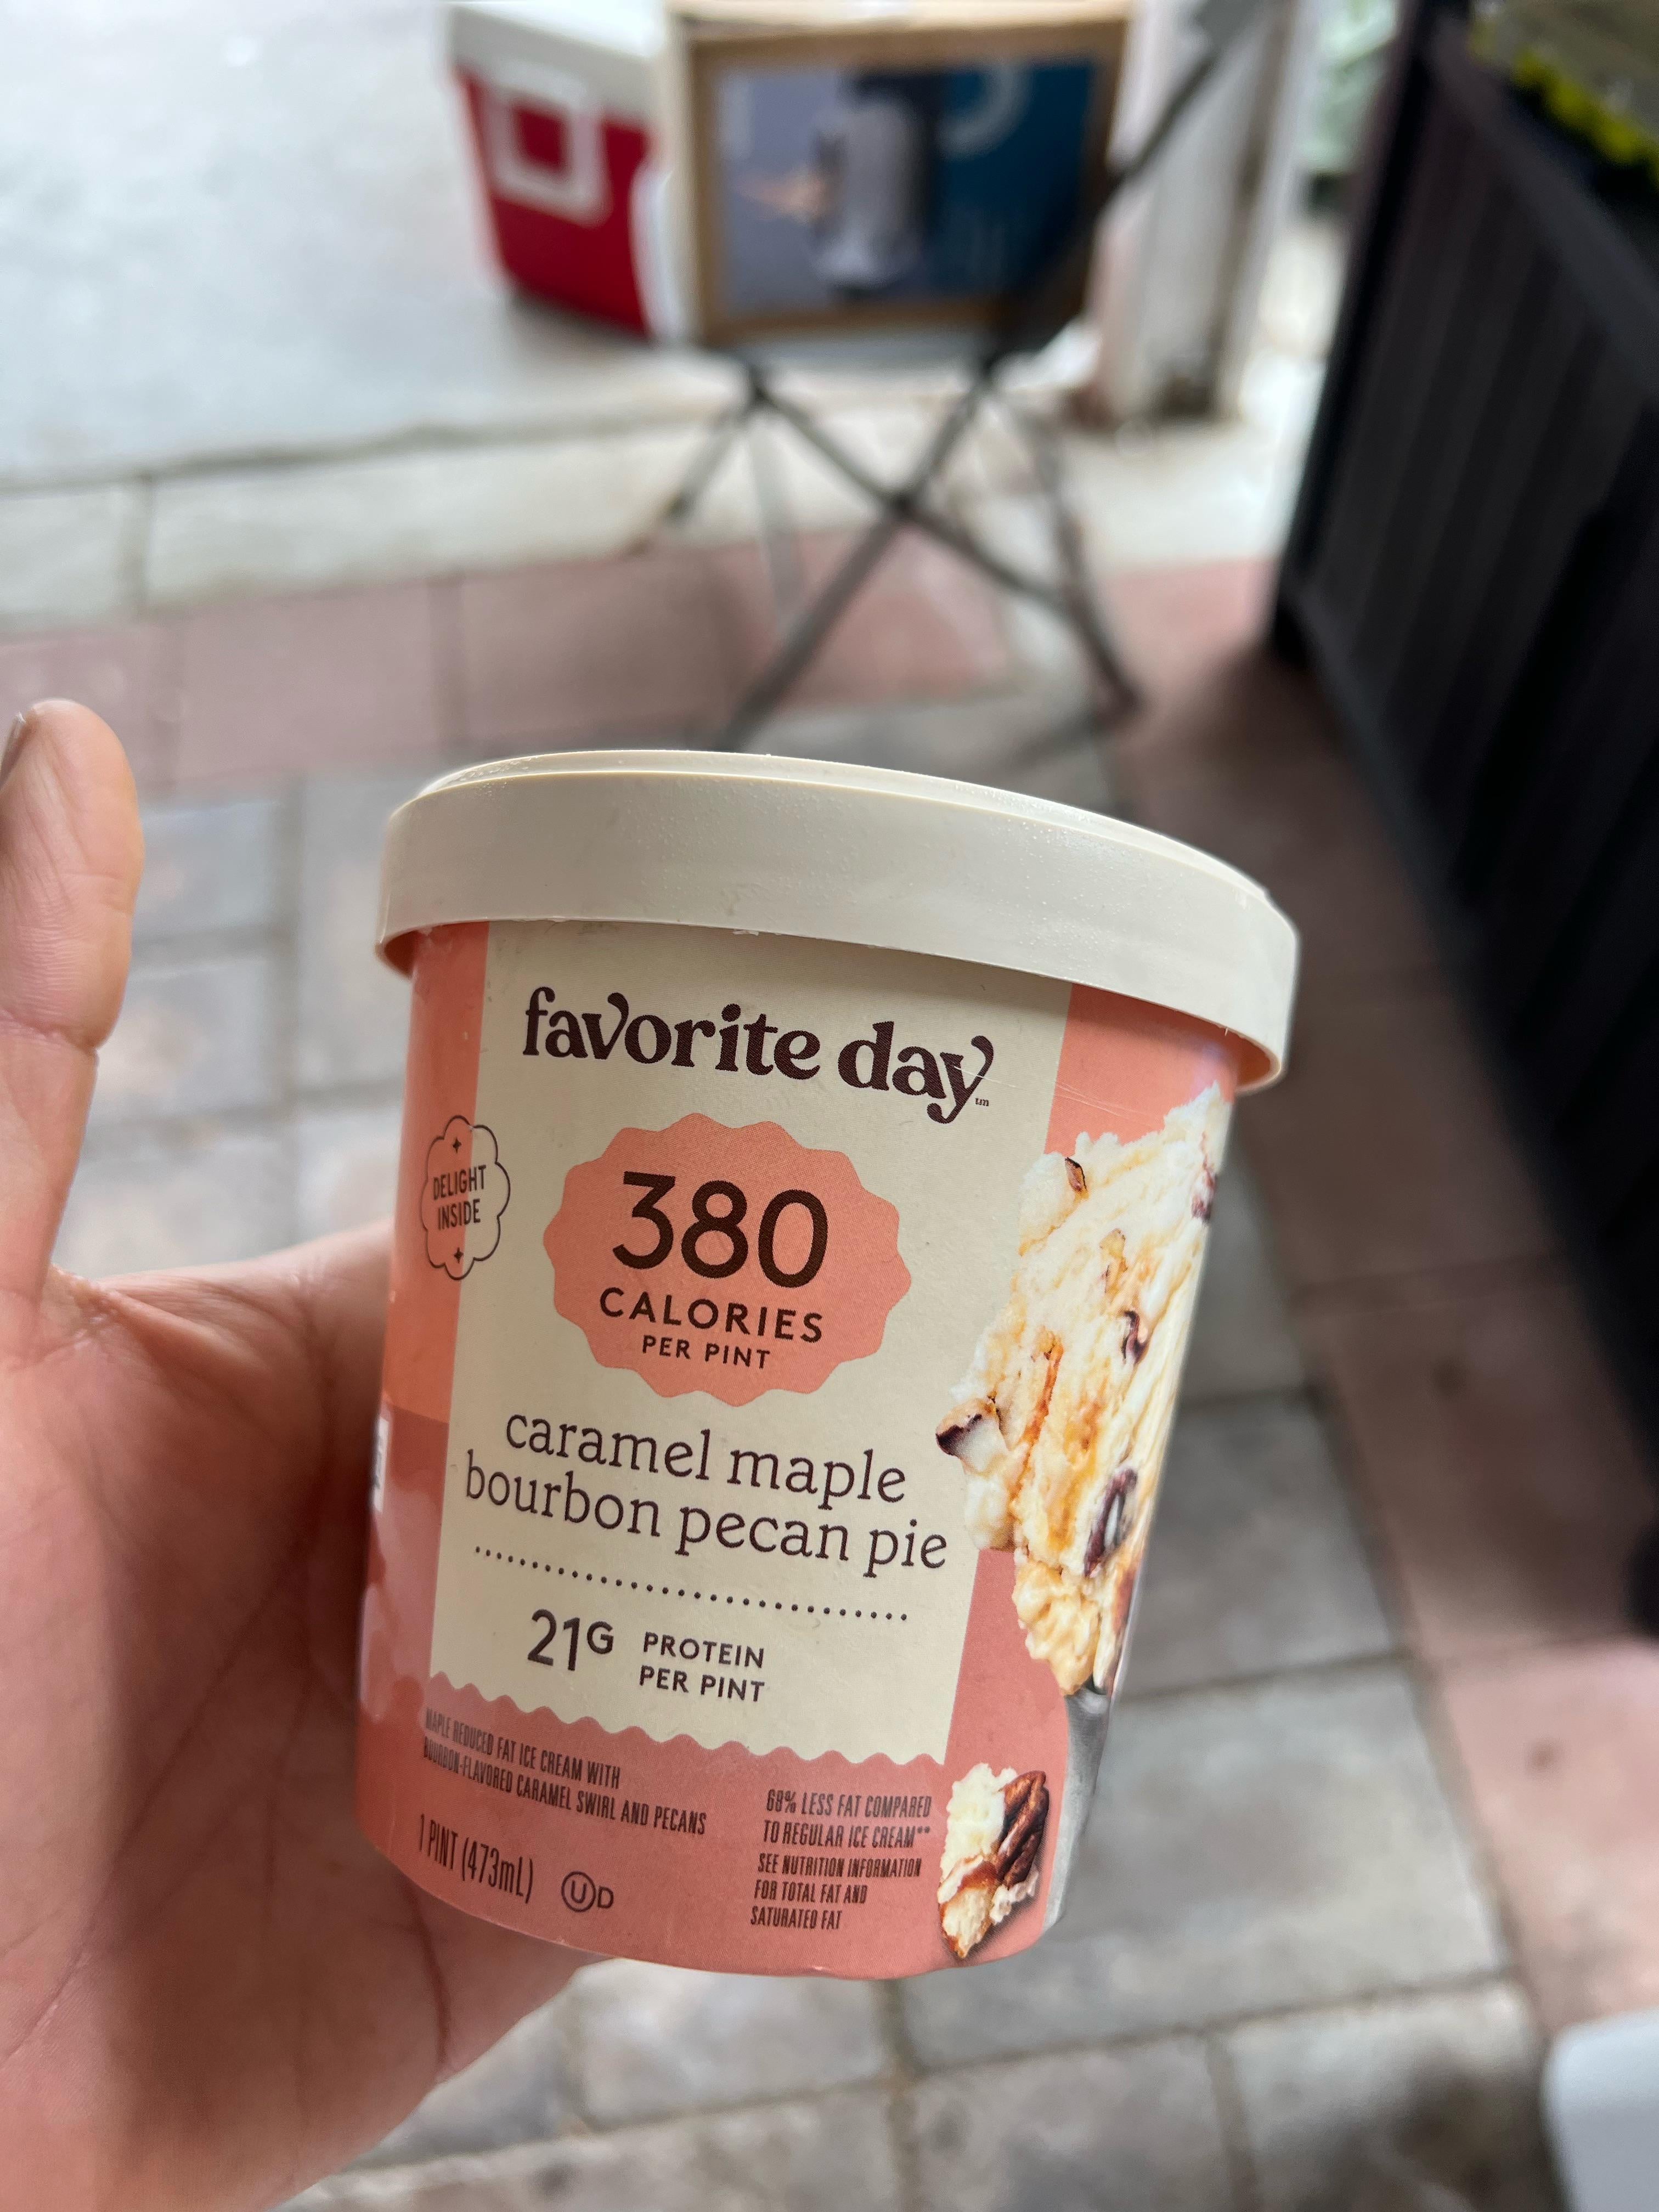 favorite day™
DELIGHT
INSIDE
380
CALORIES
PER PINT
caramel maple
bourbon pecan pie
21G PROTEIN
PER PINT
MAPLE REDUCED FAT ICE CREAM WITH
BOURBON-FLAVORED CARAMEL SWIRL AND PECANS
1 PINT (473mL)
U D
68% LESS FAT COMPARED
TO REGULAR ICE CREAM**
SEE NUTRITION INFORMATION
FOR TOTAL FAT AND
SATURATED FAT